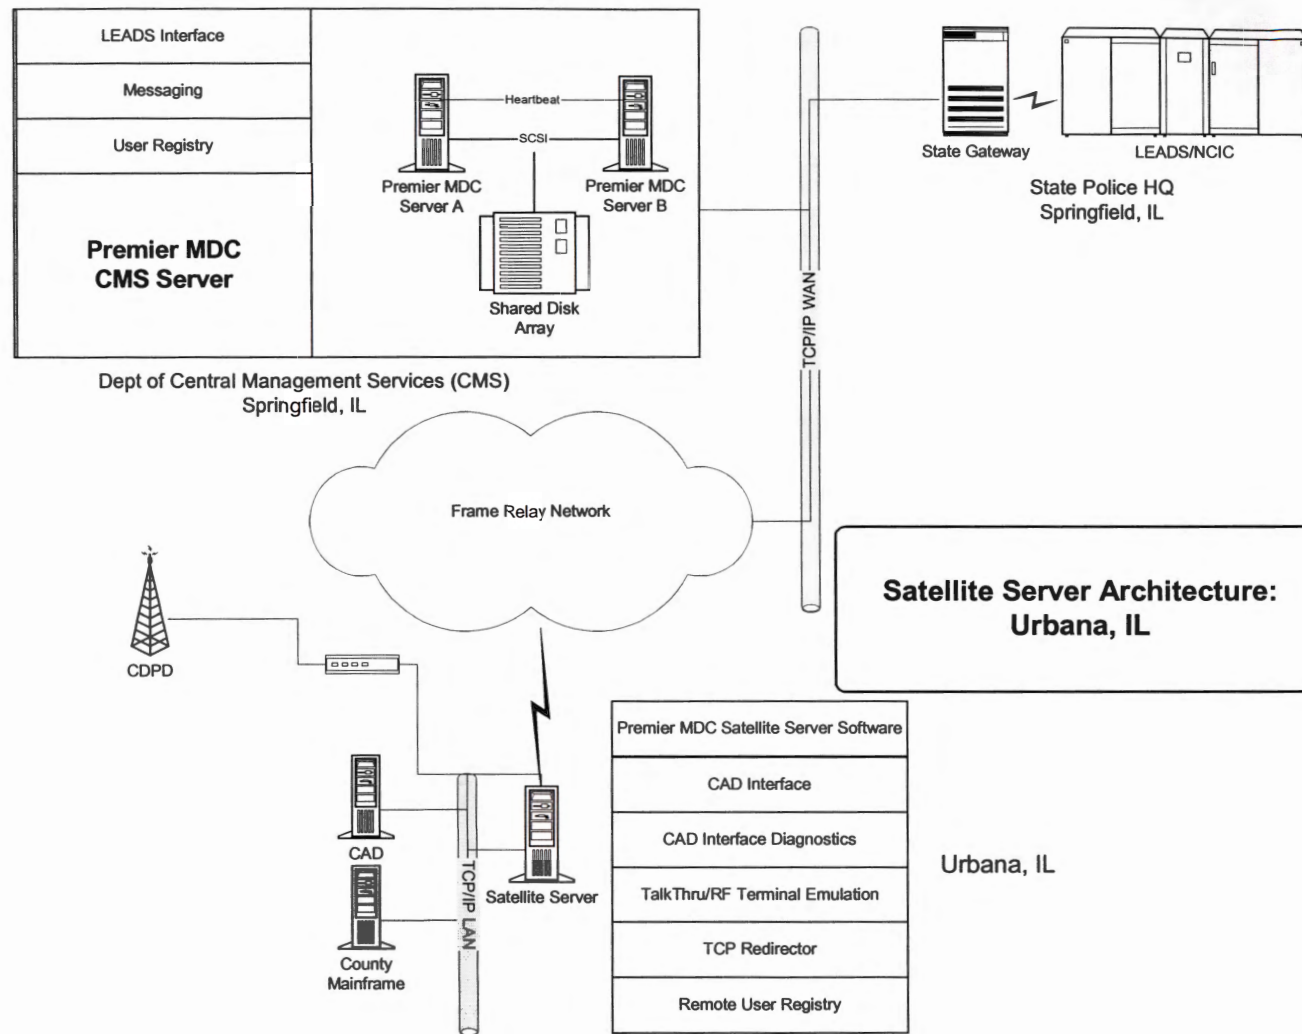 LEADS Interface
Messaging
User Registry
Premier MDC
CMS Server
Heartbeat
SCSI
Premier MDC
Server A
Premier MDC
Server B
Shared Disk
Array
Dept of Central Management Services (CMS)
Springfield, IL
TCP/IP WAN
State Gateway
LEADS/NCIC
State Police HQ
Springfield, IL
Frame Relay Network
Satellite Server Architecture:
Urbana, IL
CDPD
CAD
County
Mainframe
TCP/IP LAN
Satellite Server
Premier MDC Satellite Server Software
CAD Interface
CAD Interface Diagnostics
TalkThru/RF Terminal Emulation
TCP Redirector
Remote User Registry
Urbana, IL